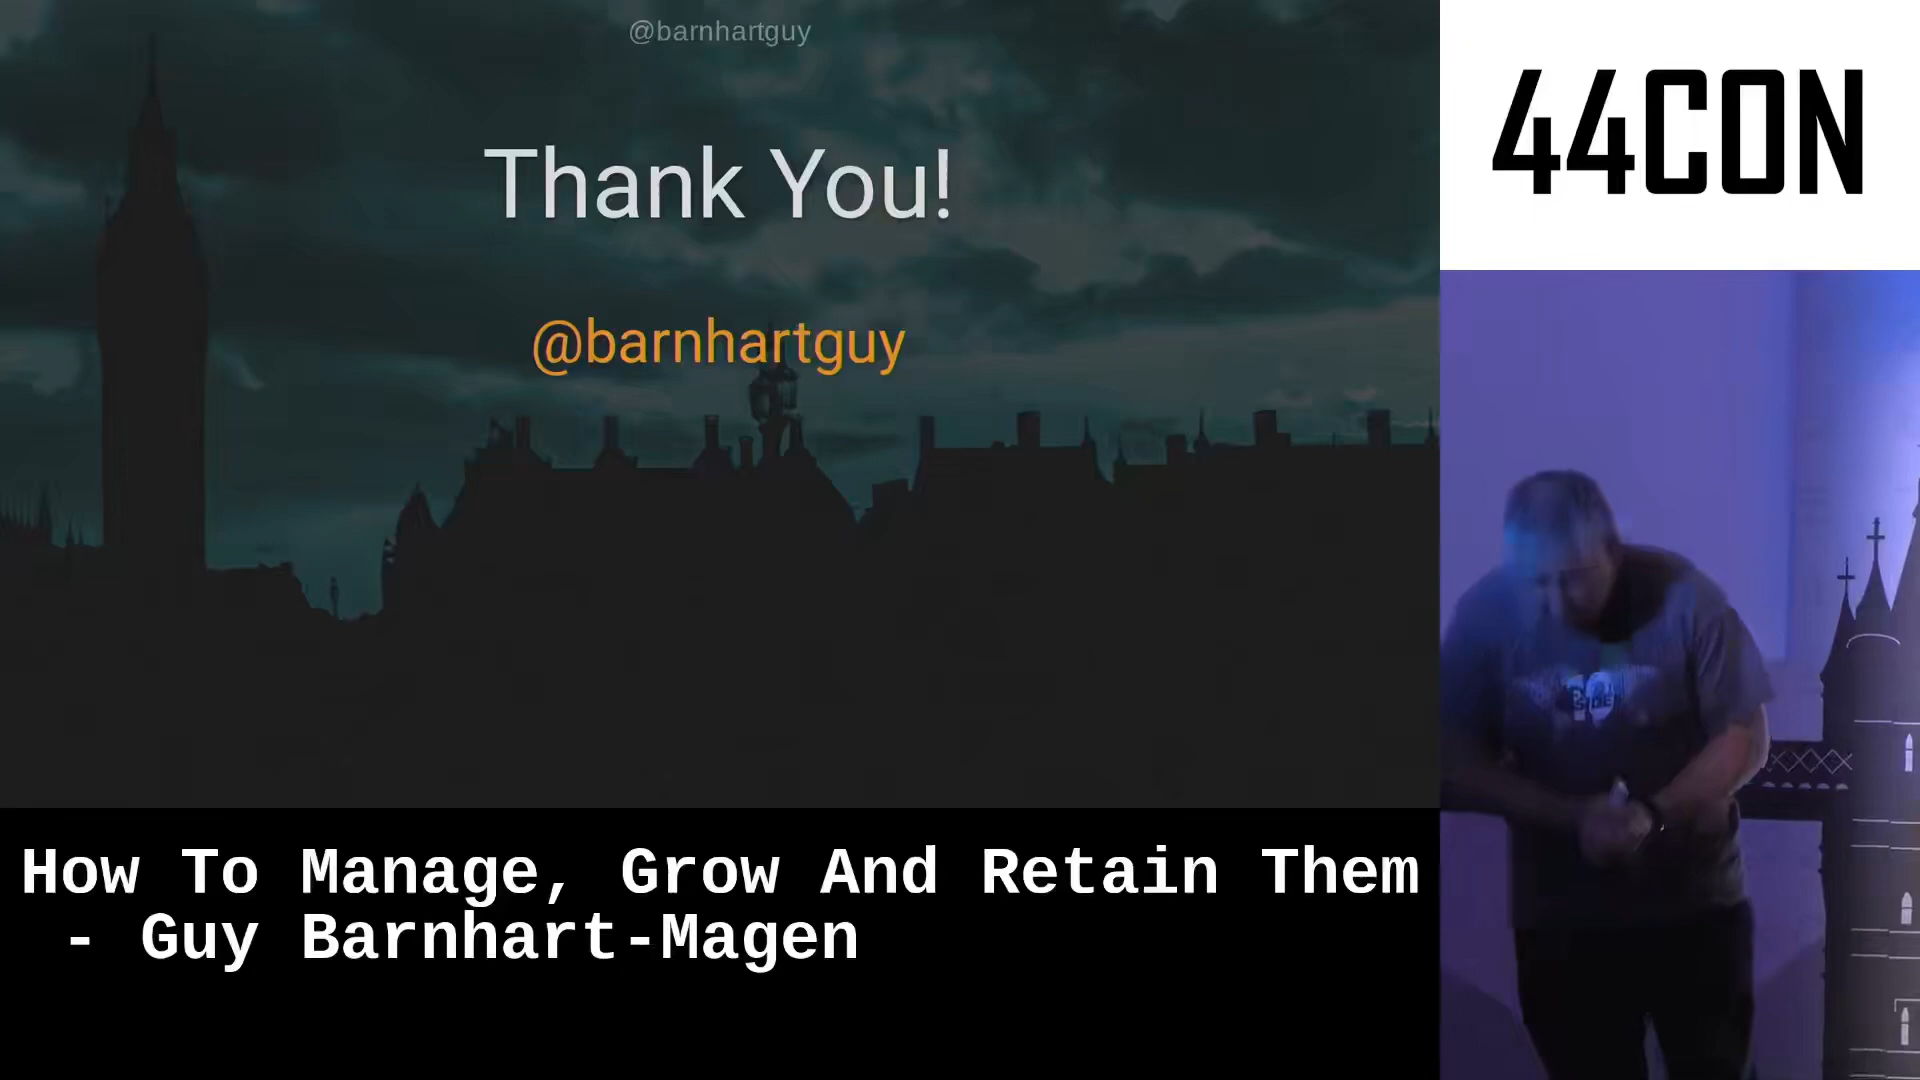 @barnhartguy
Thank You!
@barnhartguy
44CON
How To Manage, Grow And Retain Them
- Guy Barnhart-Magen